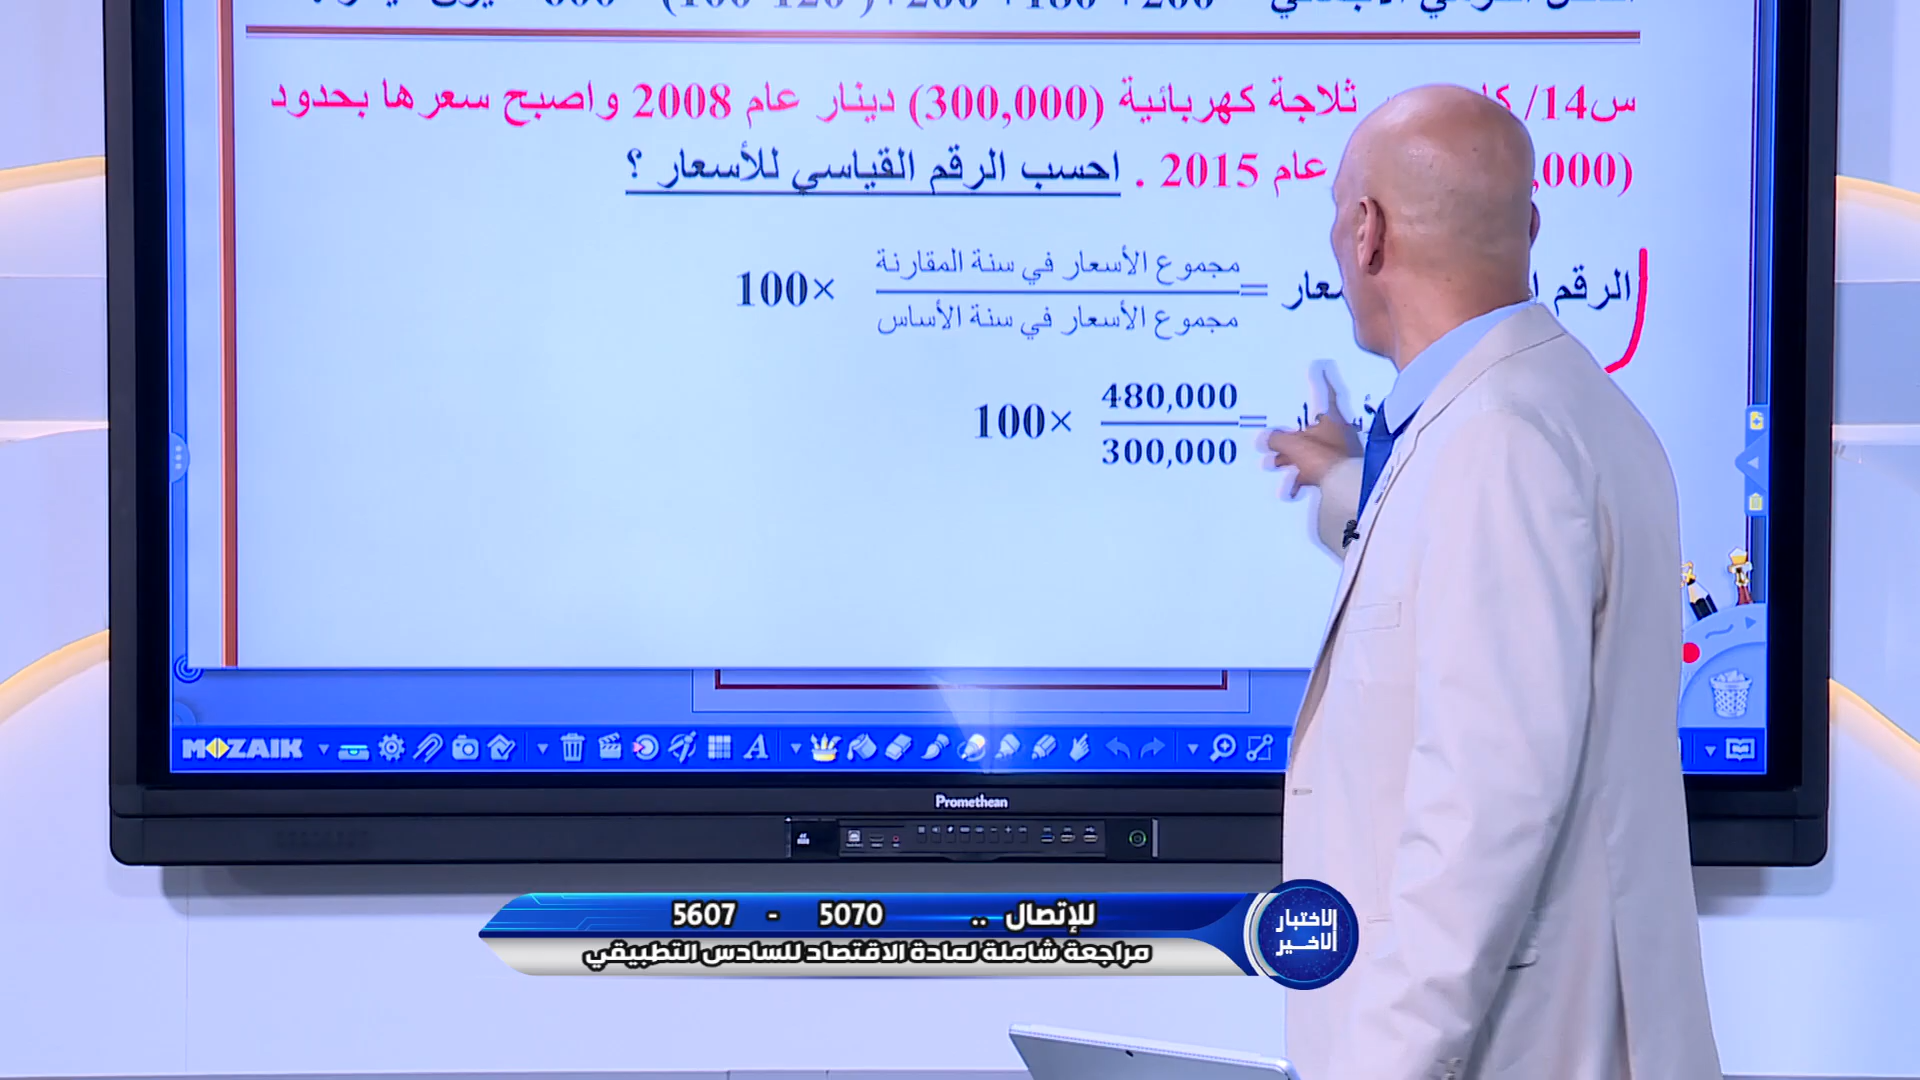 س14/ ثلاجة كهربائية (300,000) دينار عام 2008 واصبح سعرها بحدود
(,000 عام 2015 . احسب الرقم القياسي للأسعار ؟
الرقم = مجموع الأسعار في سنة المقارنة ×100
مجموع الأسعار في سنة الأساس
= 480,000 ×100
300,000
MOZAIK A
Promethean
للإتصال .. 5070 - 5607
مراجعة شاملة لمادة الاقتصاد للسادس التطبيقي
الاختبار
الاخير